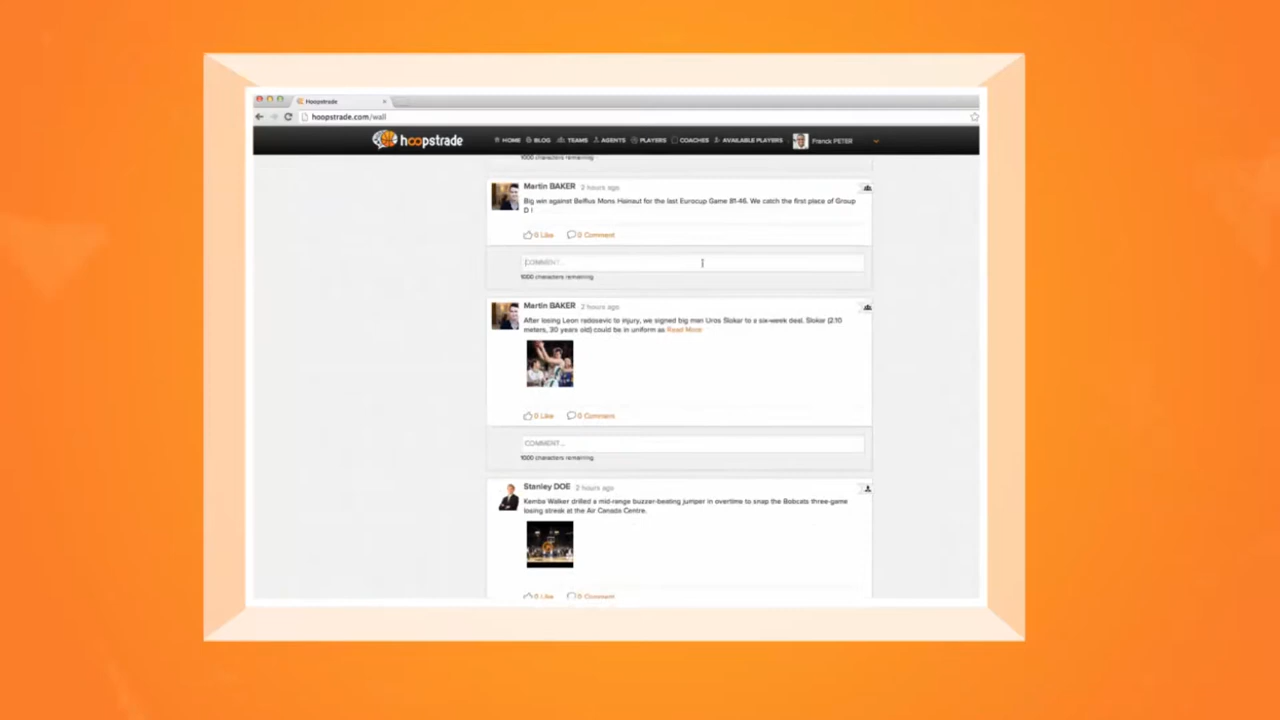 Hoopstrade
hoopstrade.com/wall
hoopstrade HOME BLOG TEAMS AGENTS PLAYERS COACHES AVAILABLE PLAYERS Franck PETER
1000 characters remaining
Martin BAKER 2 hours ago
Big win against Belfius Mons Hainaut for the last Eurocup Game 81-46. We catch the first place of Group
D !
0 Like 0 Comment
COMMENT...
1000 characters remaining
Martin BAKER 2 hours ago
After losing Leon radosevic to injury, we signed big man Uros Slokar to a six-week deal. Slokar (2.10
meters, 30 years old) could be in uniform as Read More
0 Like 0 Comment
COMMENT...
1000 characters remaining
Stanley DOE 2 hours ago
Kemba Walker drilled a mid-range buzzer-beating jumper in overtime to snap the Bobcats three-game
losing streak at the Air Canada Centre.
0 Like 0 Comment